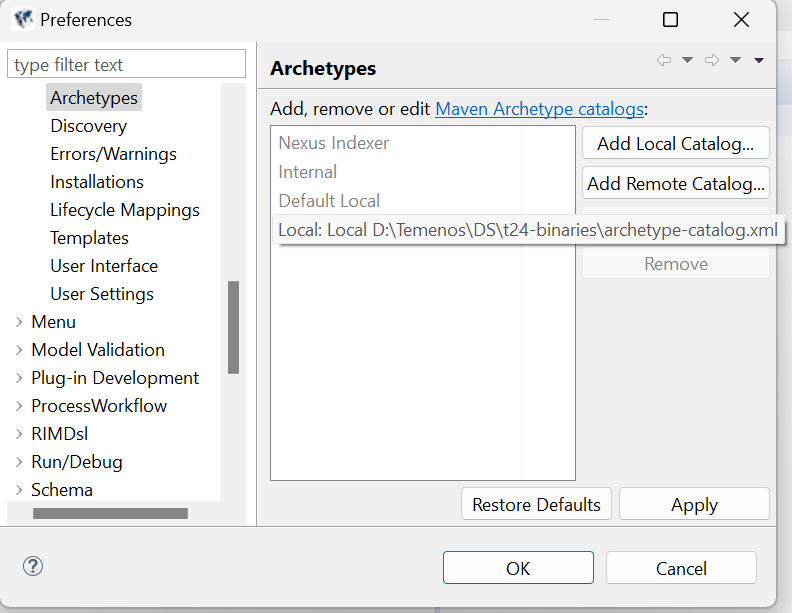 Preferences
type filter text
Archetypes
Discovery
Errors/Warnings
Installations
Lifecycle Mappings
Templates
User Interface
User Settings
Menu
Model Validation
Plug-in Development
ProcessWorkflow
RIMDsl
Run/Debug
Schema
Archetypes
Add, remove or edit Maven Archetype catalogs:
Nexus Indexer
Internal
Default Local
Local: Local D:\Temenos\DS\t24-binaries\archetype-catalog.xml
Add Local Catalog...
Add Remote Catalog...
Remove
Restore Defaults
Apply
?
OK
Cancel